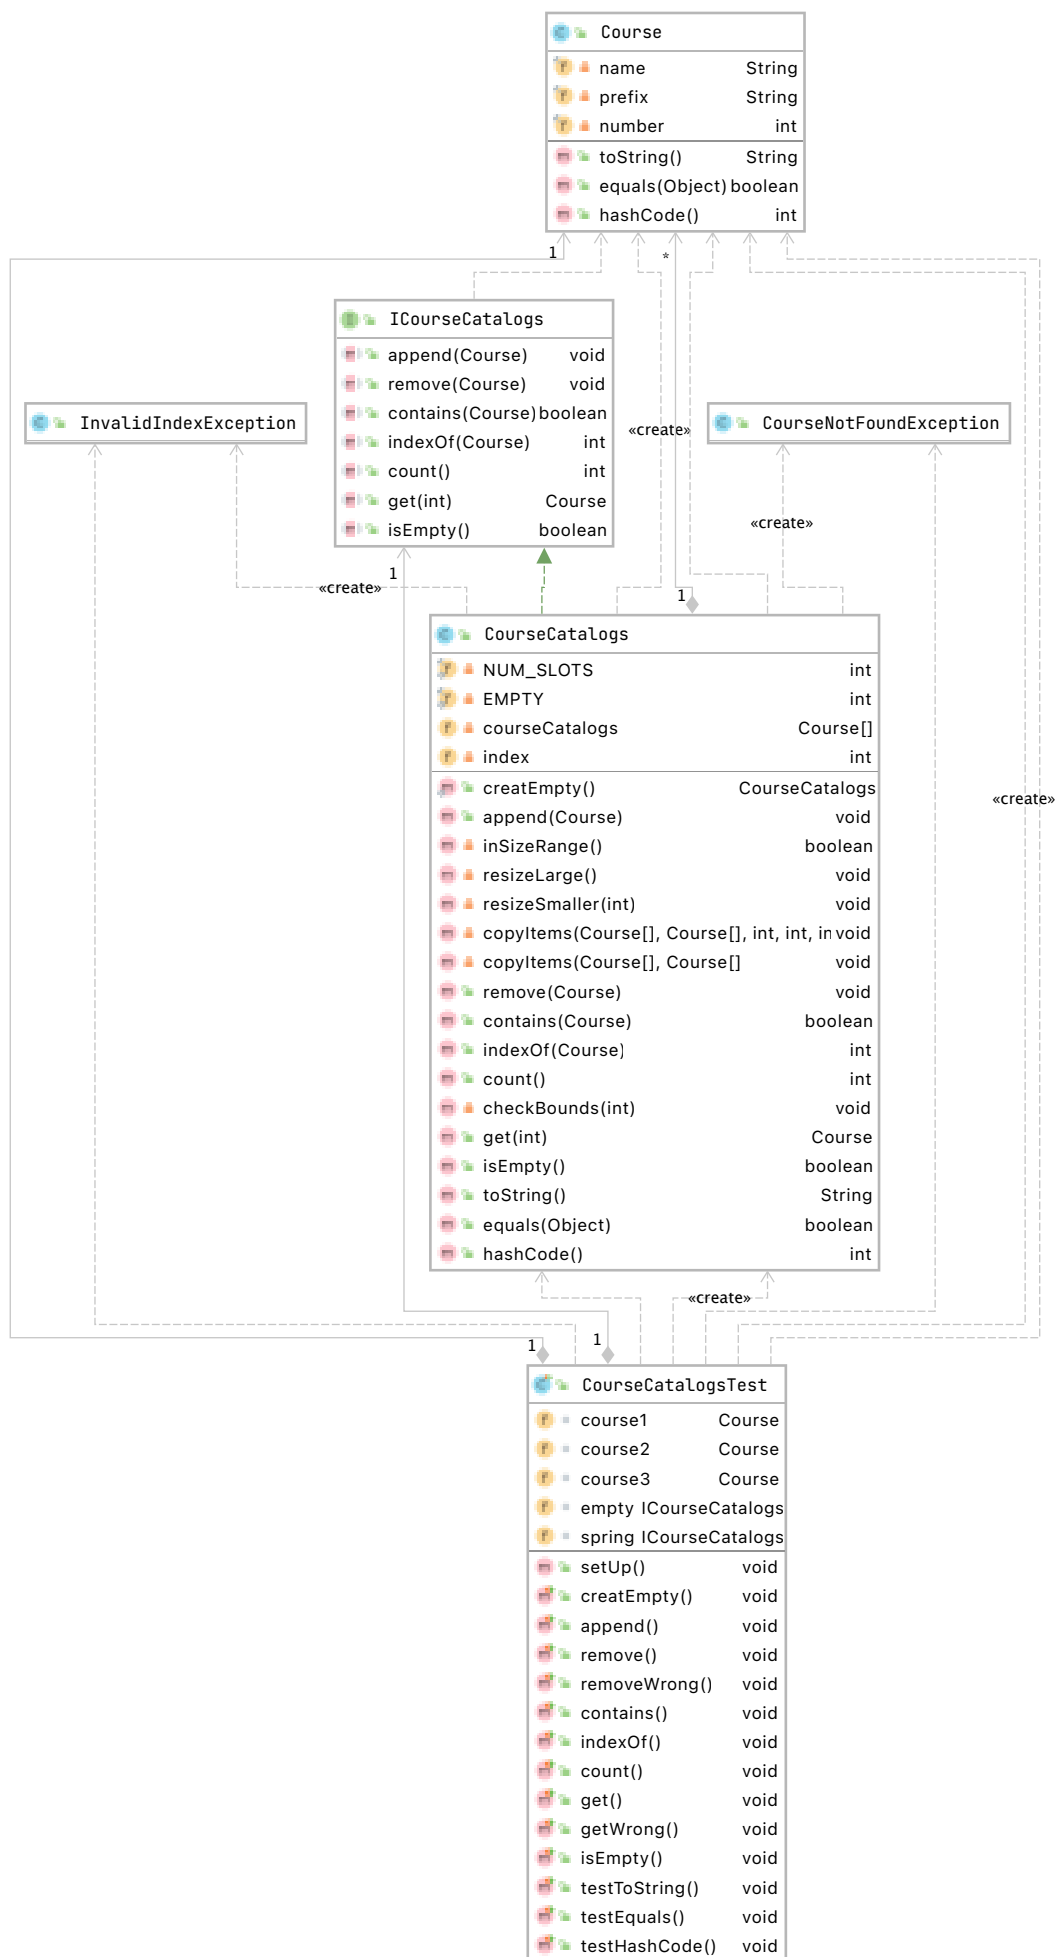 Course
name String
prefix String
number int
toString() String
equals(Object) boolean
hashCode() int
1
*
ICourseCatalogs
append(Course) void
remove(Course) void
contains(Course) boolean
indexOf(Course) int
count() int
get(int) Course
isEmpty() boolean
InvalidIndexException
CourseNotFoundException
«create»
«create»
1
«create»
1
CourseCatalogs
NUM_SLOTS int
EMPTY int
courseCatalogs Course[]
index int
creatEmpty() CourseCatalogs
append(Course) void
inSizeRange() boolean
resizeLarge() void
resizeSmaller(int) void
copyItems(Course[], Course[], int, int, in void
copyItems(Course[], Course[] void
remove(Course) void
contains(Course) boolean
indexOf(Course) int
count() int
checkBounds(int) void
get(int) Course
isEmpty() boolean
toString() String
equals(Object) boolean
hashCode() int
«create»
«create»
1
1
CourseCatalogsTest
course1 Course
course2 Course
course3 Course
empty ICourseCatalogs
spring ICourseCatalogs
setUp() void
creatEmpty() void
append() void
remove() void
removeWrong() void
contains() void
indexOf() void
count() void
get() void
getWrong() void
isEmpty() void
testToString() void
testEquals() void
testHashCode() void